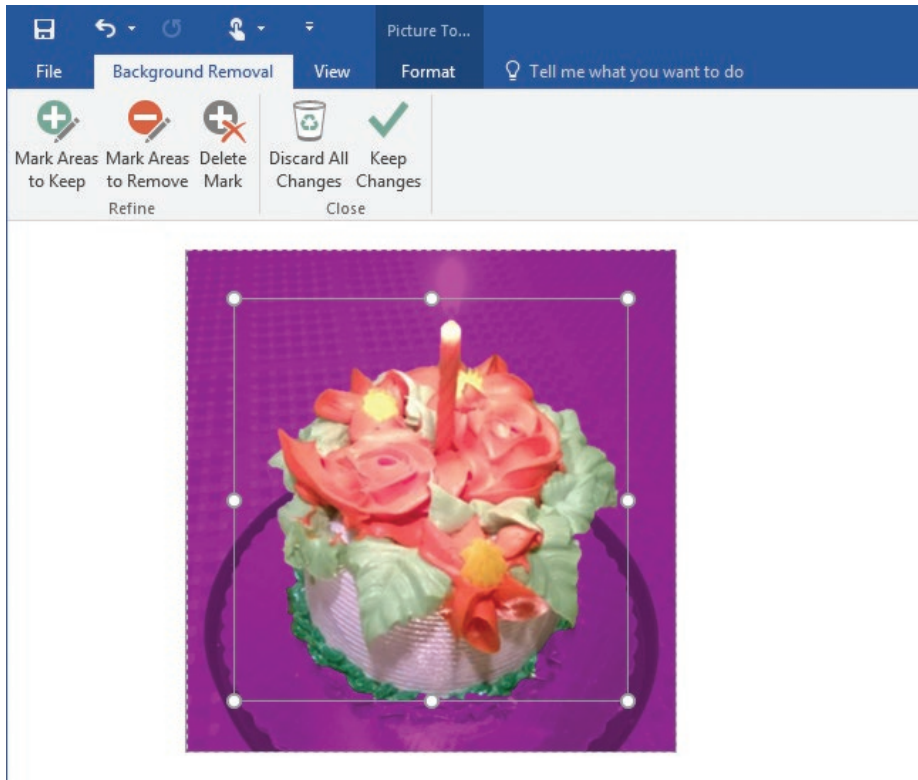 Picture To...
File Background Removal View Format Tell me what you want to do
Mark Areas Mark Areas Delete Discard All Keep
to Keep to Remove Mark Changes Changes
Refine Close